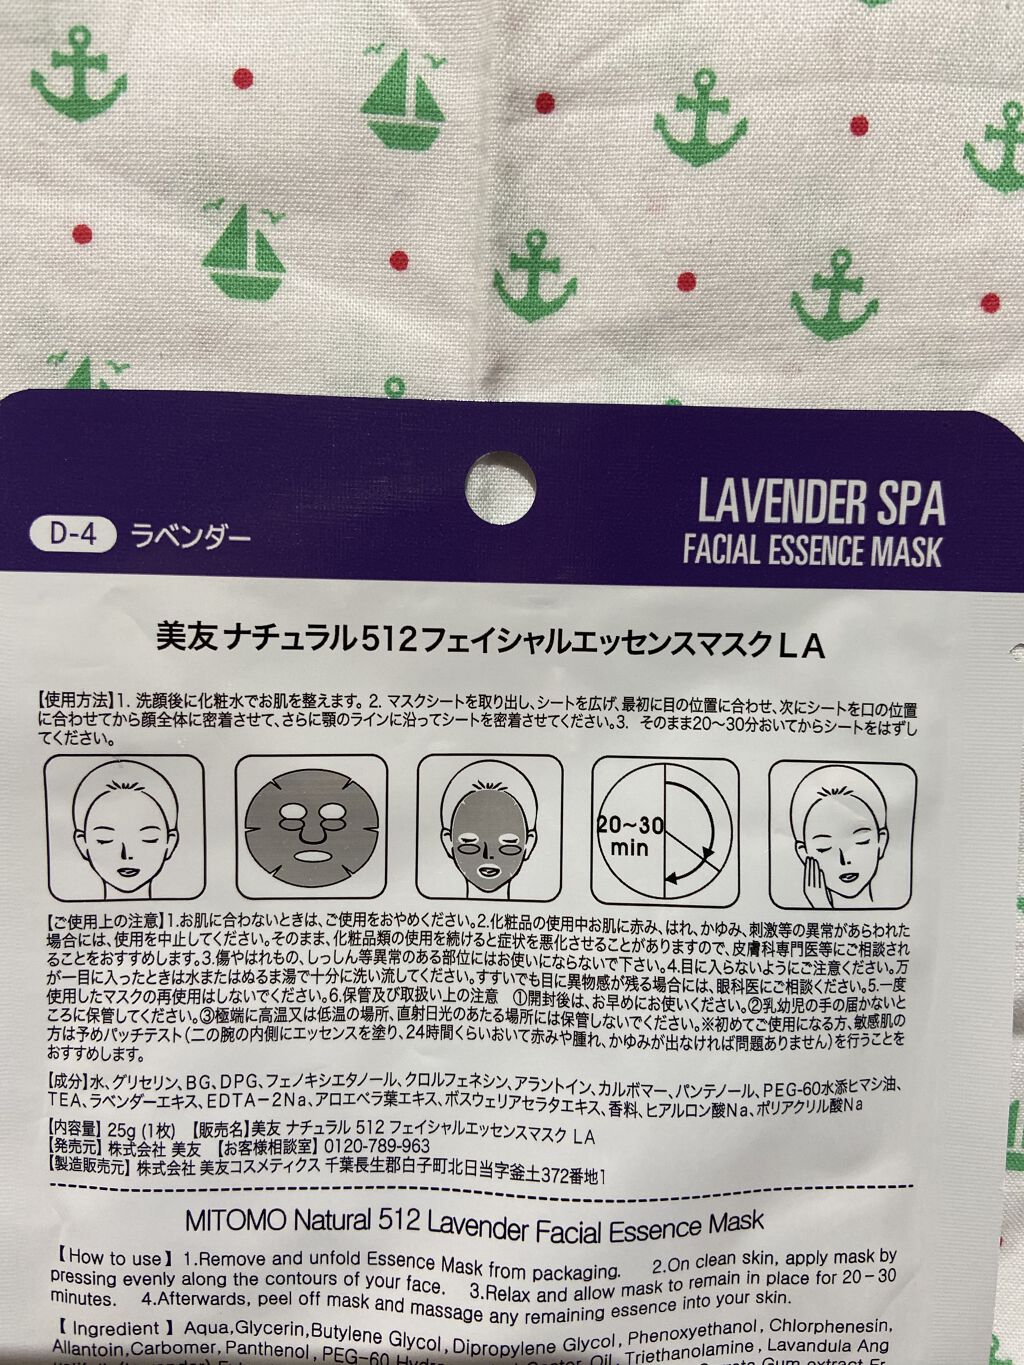 D-4 ラベンダー
LAVENDER SPA
FACIAL ESSENCE MASK
美友 ナチュラル512フェイシャルエッセンスマスクLA
【使用方法】1. 洗顔後に化粧水でお肌を整えます。2. マスクシートを取り出し、シートを広げ、最初に目の位置に合わせ、次にシートを口の位置
に合わせてから顔全体に密着させて、さらに顎のラインに沿ってシートを密着させてください。3. そのまま20〜30分おいてからシートをはずし
てください。
20~30
min
【ご使用上の注意】1.お肌に合わないときは、ご使用をおやめください。2.化粧品の使用中お肌に赤み、はれ、かゆみ、刺激等の異常があらわれた
場合には、使用を中止してください。そのまま、化粧品類の使用を続けると症状を悪化させることがありますので、皮膚科専門医等にご相談され
ることをおすすめします。3.傷やはれもの、しっしん等異常のある部位にはお使いにならないで下さい。4.目に入らないようにご注意ください。万
が一目に入ったときは水またはぬるま湯で十分に洗い流してください。すすいでも目に異物感が残る場合には、眼科医にご相談ください。5.一度
使用したマスクの再使用はしないでください。6.保管及び取扱い上の注意 ①開封後は、お早めにお使いください。②乳幼児の手の届かないと
ころに保管してください。③極端に高温又は低温の場所、直射日光のあたる場所には保管しないでください。※初めてご使用になる方、敏感肌の
方は予めパッチテスト(二の腕の内側にエッセンスを塗り、24時間くらいおいて赤みや腫れ、かゆみが出なければ問題ありません)を行うことを
おすすめします。
【成分】水、グリセリン、BG、DPG、フェノキシエタノール、クロルフェネシン、アラントイン、カルボマー、パンテノール、PEG-60水添ヒマシ油、
TEA、ラベンダーエキス、EDTA-2Na、アロエベラ葉エキス、ボスウェリアセラタエキス、香料、ヒアルロン酸Na、ポリアクリル酸Na
【内容量】25g (1枚) 【販売名】美友 ナチュラル 512 フェイシャルエッセンスマスク LA
【発売元】株式会社 美友 【お客様相談室】0120-789-963
【製造販売元】株式会社 美友コスメティクス 千葉長生郡白子町北日当字釜土372番地1
MITOMO Natural 512 Lavender Facial Essence Mask
【How to use】 1.Remove and unfold Essence Mask from packaging. 2.On clean skin, apply mask by
pressing evenly along the contours of your face. 3.Relax and allow mask to remain in place for 20-30
minutes. 4.Afterwards, peel off mask and massage any remaining essence into your skin.
【 Ingredient 】 Aqua,Glycerin,Butylene Glycol, Dipropylene Glycol, Phenoxyethanol, Chlorphenesin,
Allantoin,Carbomer, Panthenol, PEG-60 Oil, Triethanolamine, Lavandula Ang
Gum extract